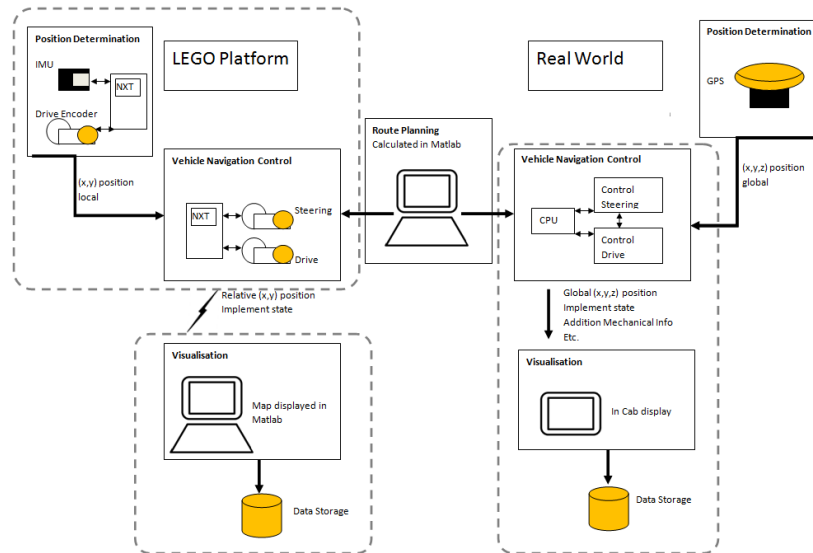 Position Determination
IMU
NXT
Drive Encoder
LEGO Platform
Real World
Position Determination
GPS
(x,y) position
local
Vehicle Navigation Control
NXT
Steering
Drive
Route Planning
Calculated in Matlab
Vehicle Navigation Control
CPU
Control
Steering
Control
Drive
(x,y,z) position
global
Relative (x,y) position
Implement state
Global (x,y,z) position
Implement state
Addition Mechanical Info
Etc.
Visualisation
Map displayed in
Matlab
Data Storage
Visualisation
In Cab display
Data Storage